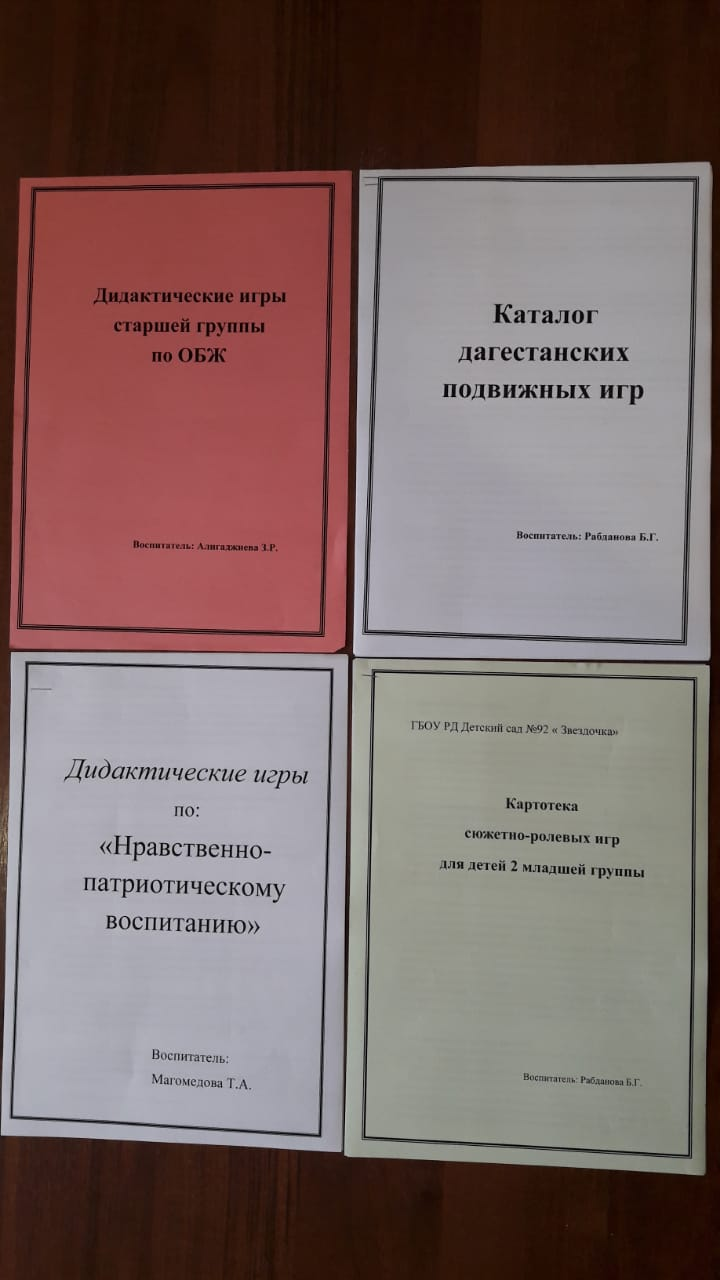 Дидактические игры
старшей группы
по ОБЖ
Воспитатель: Алигаджиева З.Р.
Каталог
дагестанских
подвижных игр
Воспитатель: Рабданова Б.Г.
Дидактические игры
по:
«Нравственно-
патриотическому
воспитанию»
Воспитатель:
Магомедова Т.А.
ГБОУ РД Детский сад №92 « Звездочка»
Картотека
сюжетно-ролевых игр
для детей 2 младшей группы
Воспитатель: Рабданова Б.Г.